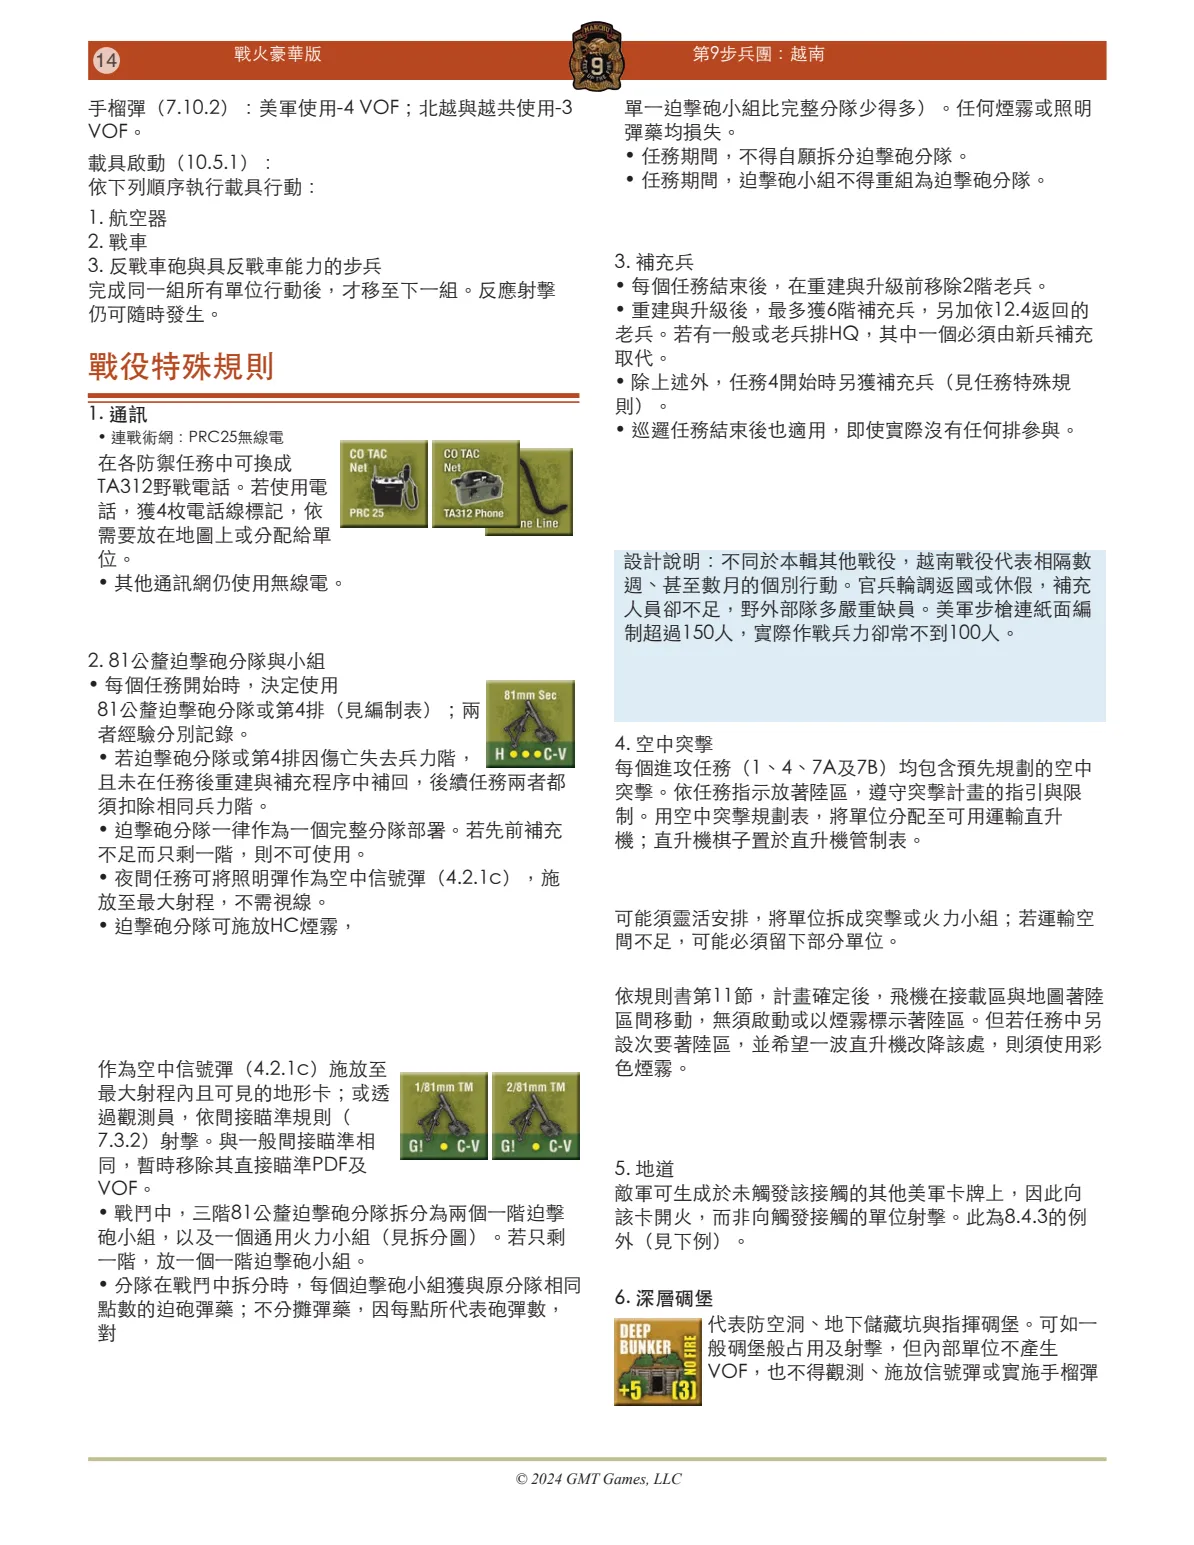 14
戰火豪華版
MANCHU
9
第9步兵團：越南
手榴彈（7.10.2）：美軍使用-4 VOF；北越與越共使用-3
VOF。
載具啟動（10.5.1）：
依下列順序執行載具行動：
1. 航空器
2. 戰車
3. 反戰車砲與具反戰車能力的步兵
完成同一組所有單位行動後，才移至下一組。反應射擊
仍可隨時發生。
戰役特殊規則
1. 通訊
• 連戰術網：PRC25無線電
在各防禦任務中可換成
TA312野戰電話。若使用電
話，獲4枚電話線標記，依
需要放在地圖上或分配給單
位。
• 其他通訊網仍使用無線電。
CO TAC
Net
PRC 25
CO TAC
Net
TA312 Phone
ne Line
2. 81公釐迫擊砲分隊與小組
• 每個任務開始時，決定使用
81公釐迫擊砲分隊或第4排（見編制表）；兩
者經驗分別記錄。
• 若迫擊砲分隊或第4排因傷亡失去兵力階，
且未在任務後重建與補充程序中補回，後續任務兩者都
須扣除相同兵力階。
• 迫擊砲分隊一律作為一個完整分隊部署。若先前補充
不足而只剩一階，則不可使用。
• 夜間任務可將照明彈作為空中信號彈（4.2.1c），施
放至最大射程，不需視線。
• 迫擊砲分隊可施放HC煙霧，
81mm Sec
H C-V
作為空中信號彈（4.2.1c）施放至
最大射程內且可見的地形卡；或透
過觀測員，依間接瞄準規則（
7.3.2）射擊。與一般間接瞄準相
同，暫時移除其直接瞄準PDF及
VOF。
1/81mm TM
G! C-V
2/81mm TM
G! C-V
• 戰鬥中，三階81公釐迫擊砲分隊拆分為兩個一階迫擊
砲小組，以及一個通用火力小組（見拆分圖）。若只剩
一階，放一個一階迫擊砲小組。
• 分隊在戰鬥中拆分時，每個迫擊砲小組獲與原分隊相同
點數的迫砲彈藥；不分攤彈藥，因每點所代表砲彈數，
對
單一迫擊砲小組比完整分隊少得多）。任何煙霧或照明
彈藥均損失。
• 任務期間，不得自願拆分迫擊砲分隊。
• 任務期間，迫擊砲小組不得重組為迫擊砲分隊。
3. 補充兵
• 每個任務結束後，在重建與升級前移除2階老兵。
• 重建與升級後，最多獲6階補充兵，另加依12.4返回的
老兵。若有一般或老兵排HQ，其中一個必須由新兵補充
取代。
• 除上述外，任務4開始時另獲補充兵（見任務特殊規
則）。
• 巡邏任務結束後也適用，即使實際沒有任何排參與。
設計說明：不同於本輯其他戰役，越南戰役代表相隔數
週、甚至數月的個別行動。官兵輪調返國或休假，補充
人員卻不足，野外部隊多嚴重缺員。美軍步槍連紙面編
制超過150人，實際作戰兵力卻常不到100人。
4. 空中突擊
每個進攻任務（1、4、7A及7B）均包含預先規劃的空中
突擊。依任務指示放著陸區，遵守突擊計畫的指引與限
制。用空中突擊規劃表，將單位分配至可用運輸直升
機；直升機棋子置於直升機管制表。
可能須靈活安排，將單位拆成突擊或火力小組；若運輸空
間不足，可能必須留下部分單位。
依規則書第11節，計畫確定後，飛機在接載區與地圖著陸
區間移動，無須啟動或以煙霧標示著陸區。但若任務中另
設次要著陸區，並希望一波直升機改降該處，則須使用彩
色煙霧。
5. 地道
敵軍可生成於未觸發該接觸的其他美軍卡牌上，因此向
該卡開火，而非向觸發接觸的單位射擊。此為8.4.3的例
外（見下例）。
6. 深層碉堡
DEEP
BUNKER
NO FIRE
+5 (3)
代表防空洞、地下儲藏坑與指揮碉堡。可如一
般碉堡般占用及射擊，但內部單位不產生
VOF，也不得觀測、施放信號彈或實施手榴彈
© 2024 GMT Games, LLC